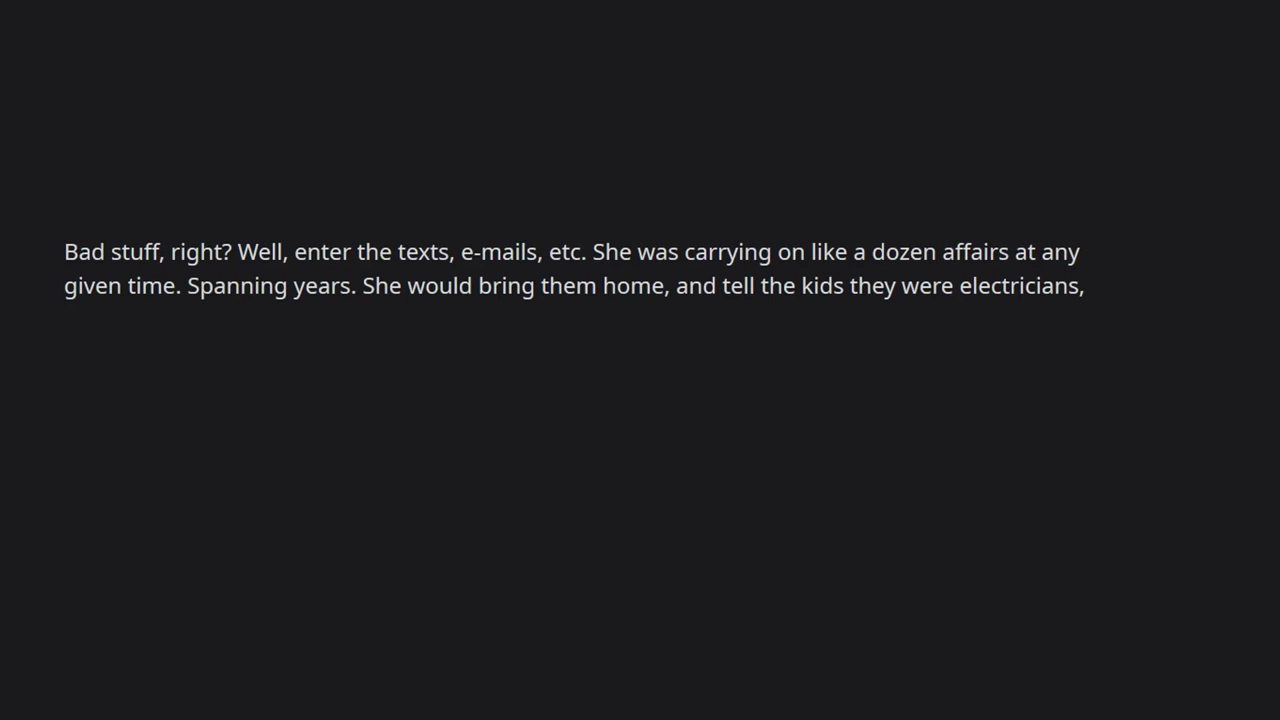 Bad stuff, right? Well, enter the texts, e-mails, etc. She was carrying on like a dozen affairs at any
given time. Spanning years. She would bring them home, and tell the kids they were electricians,